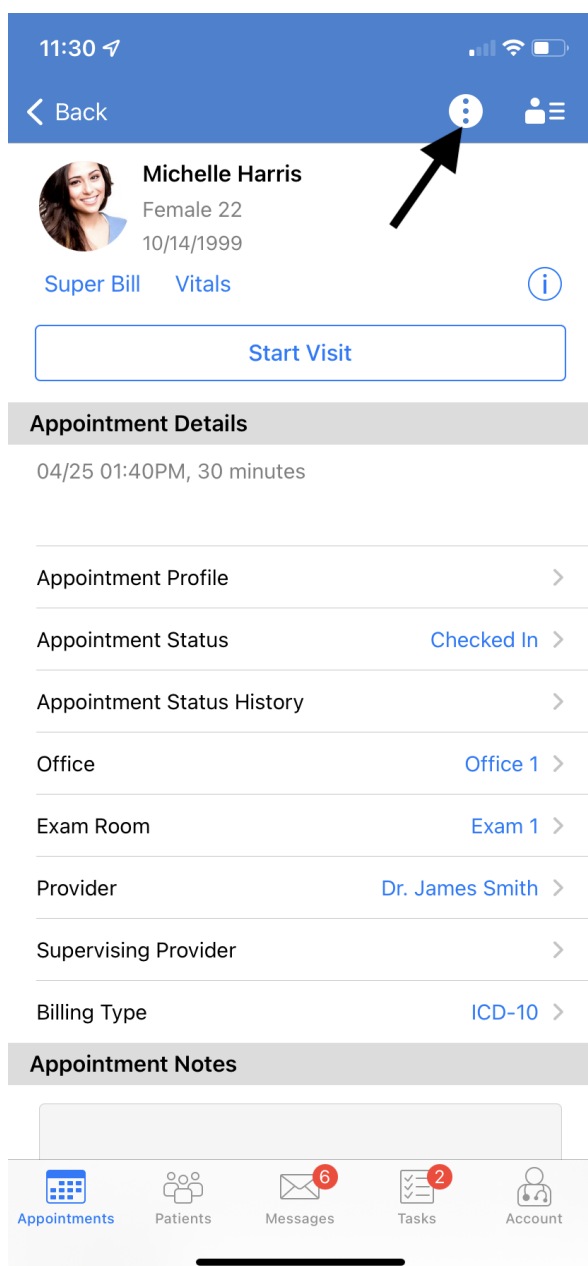 11:30
Back
Michelle Harris
Female 22
10/14/1999
Super Bill Vitals
Start Visit
Appointment Details
04/25 01:40PM, 30 minutes
Appointment Profile
Appointment Status Checked In
Appointment Status History
Office Office 1
Exam Room Exam 1
Provider Dr. James Smith
Supervising Provider
Billing Type ICD-10
Appointment Notes
6 2
Appointments Patients Messages Tasks Account